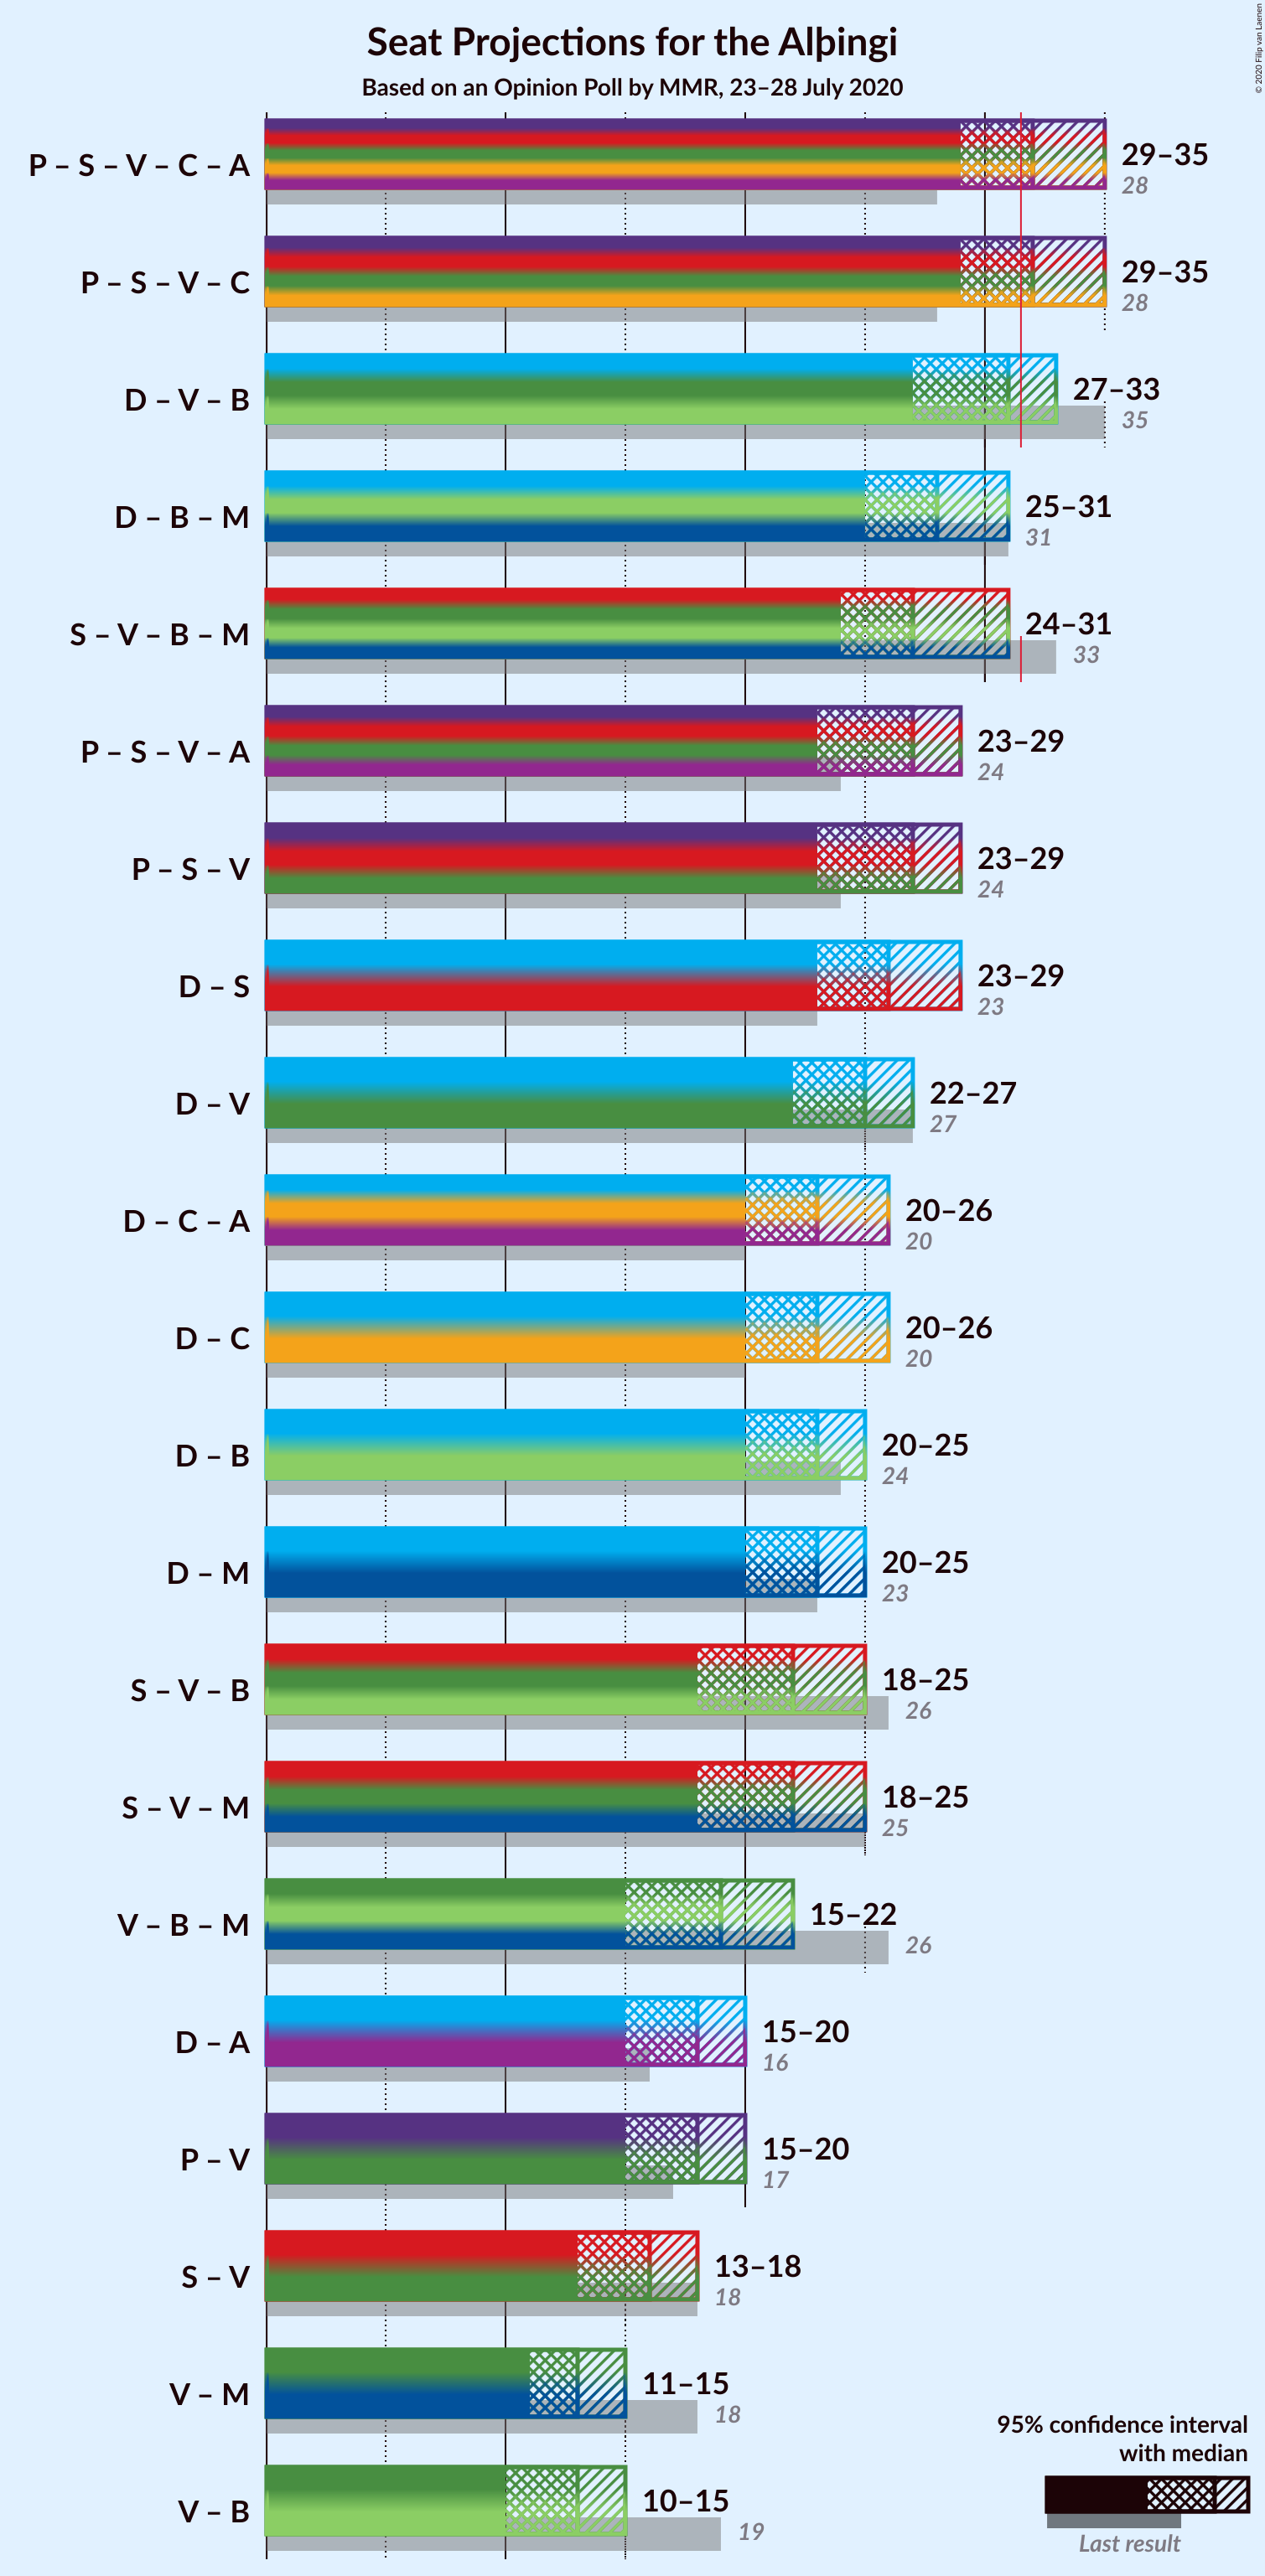 © 2020 Filip van Laenen
Seat Projections for the Alþingi
Based on an Opinion Poll by MMR, 23–28 July 2020
P – S – V – C – A
29–35
28
P – S – V – C
29–35
28
D – V – B
27–33
35
D – B – M
25–31
31
S – V – B – M
24–31
33
P – S – V – A
23–29
24
P – S – V
23–29
24
D – S
23–29
23
D – V
22–27
27
D – C – A
20–26
20
D – C
20–26
20
D – B
20–25
24
D – M
20–25
23
S – V – B
18–25
26
S – V – M
18–25
25
V – B – M
15–22
26
D – A
15–20
16
P – V
15–20
17
S – V
13–18
18
V – M
11–15
18
V – B
10–15
19
95% confidence interval
with median
Last result